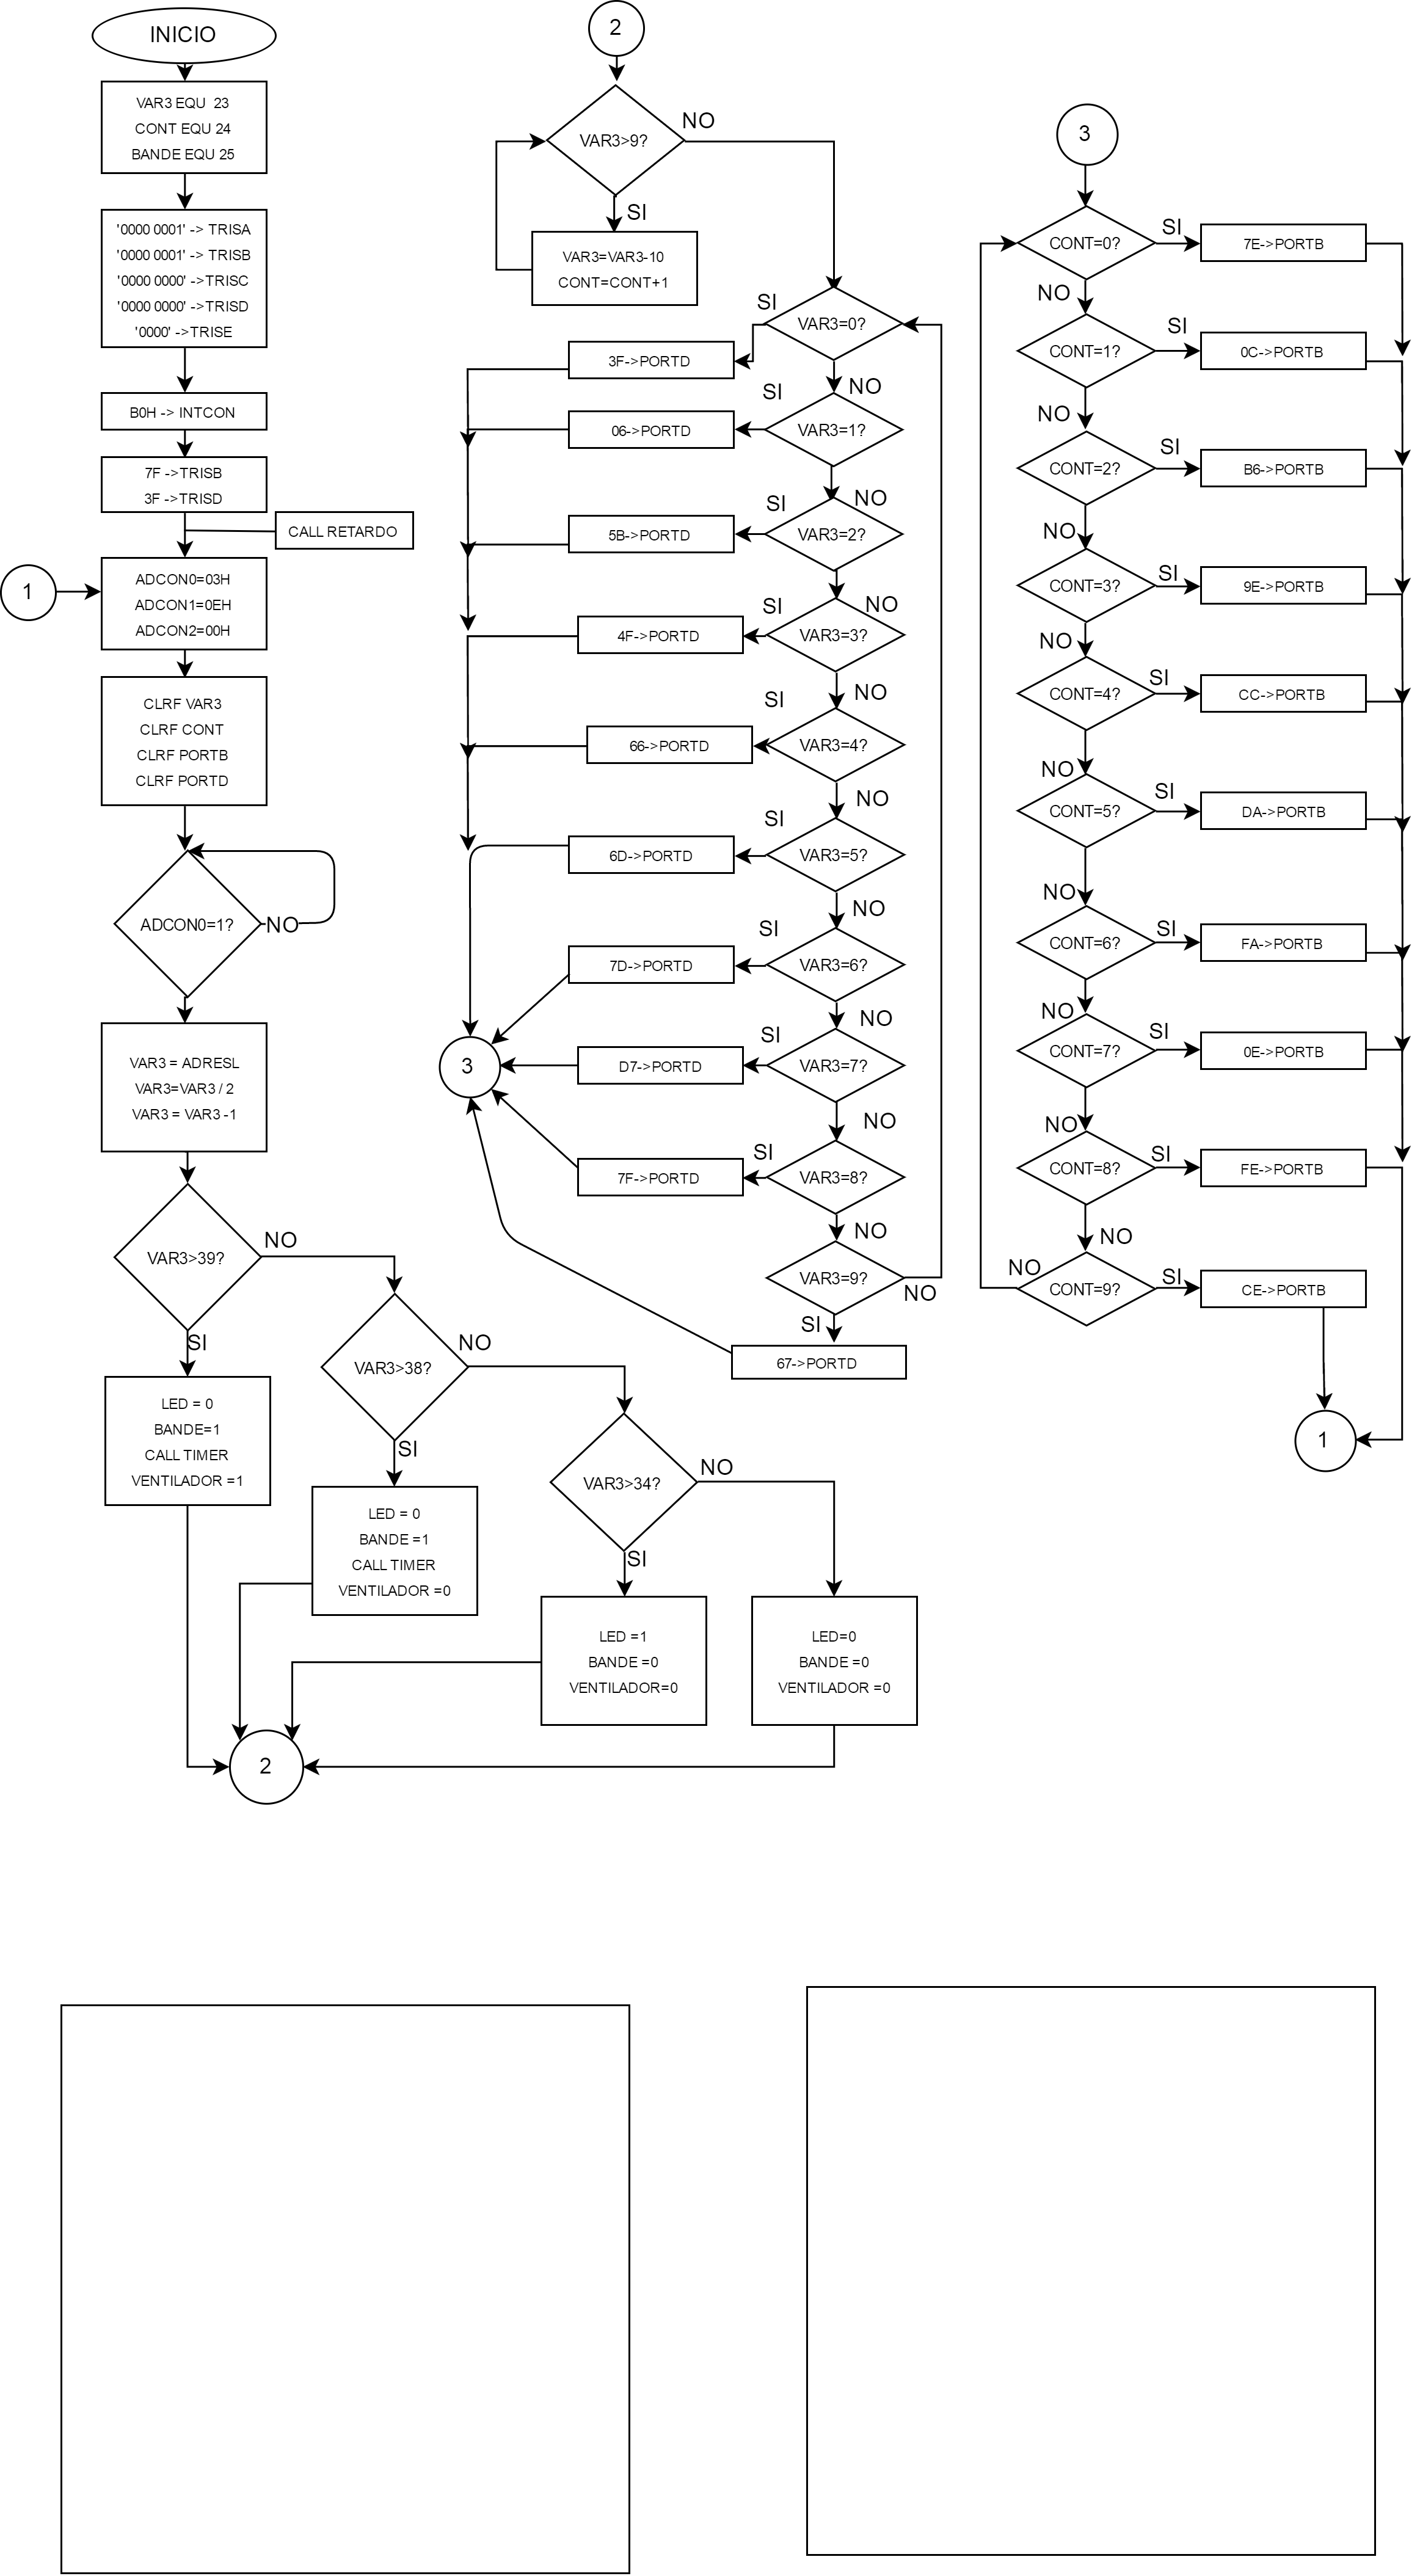 INICIO
VAR3 EQU 23
CONT EQU 24
BANDE EQU 25
'0000 0001' -> TRISA
'0000 0001' -> TRISB
'0000 0000' ->TRISC
'0000 0000' ->TRISD
'0000' ->TRISE
B0H -> INTCON
7F ->TRISB
3F ->TRISD
CALL RETARDO
1
ADCON0=03H
ADCON1=0EH
ADCON2=00H
CLRF VAR3
CLRF CONT
CLRF PORTB
CLRF PORTD
ADCON0=1?
NO
VAR3 = ADRESL
VAR3=VAR3 / 2
VAR3 = VAR3 -1
VAR3>39?
NO
SI
LED = 0
BANDE=1
CALL TIMER
VENTILADOR =1
VAR3>38?
NO
SI
LED = 0
BANDE =1
CALL TIMER
VENTILADOR =0
VAR3>34?
NO
SI
LED =1
BANDE =0
VENTILADOR=0
LED=0
BANDE =0
VENTILADOR =0
2
2
VAR3>9?
NO
SI
VAR3=VAR3-10
CONT=CONT+1
VAR3=0?
SI
3F->PORTD
NO
VAR3=1?
SI
06->PORTD
NO
VAR3=2?
SI
5B->PORTD
NO
VAR3=3?
SI
4F->PORTD
NO
VAR3=4?
SI
66->PORTD
NO
VAR3=5?
SI
6D->PORTD
NO
VAR3=6?
SI
7D->PORTD
NO
VAR3=7?
SI
D7->PORTD
NO
VAR3=8?
SI
7F->PORTD
NO
VAR3=9?
NO
SI
67->PORTD
3
3
CONT=0?
SI
7E->PORTB
NO
CONT=1?
SI
0C->PORTB
NO
CONT=2?
SI
B6->PORTB
NO
CONT=3?
SI
9E->PORTB
NO
CONT=4?
SI
CC->PORTB
NO
CONT=5?
SI
DA->PORTB
NO
CONT=6?
SI
FA->PORTB
NO
CONT=7?
SI
0E->PORTB
NO
CONT=8?
SI
FE->PORTB
NO
NO
CONT=9?
SI
CE->PORTB
1